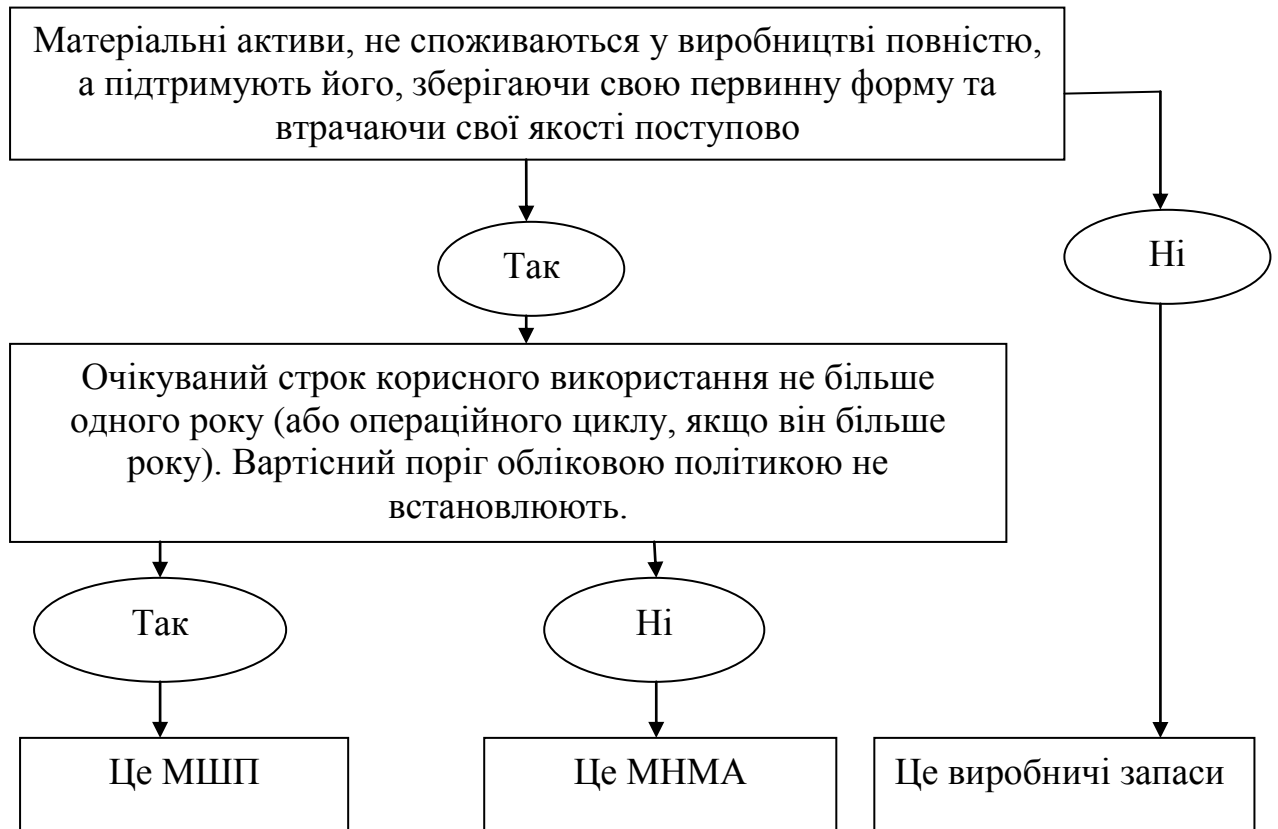 Матеріальні активи, не споживаються у виробництві повністю,
а підтримують його, зберігаючи свою первинну форму та
втрачаючи свої якості поступово
Так
Ні
Очікуваний строк корисного використання не більше
одного року (або операційного циклу, якщо він більше
року). Вартісний поріг обліковою політикою не
встановлюють.
Так
Ні
Це МШП
Це МНМА
Це виробничі запаси